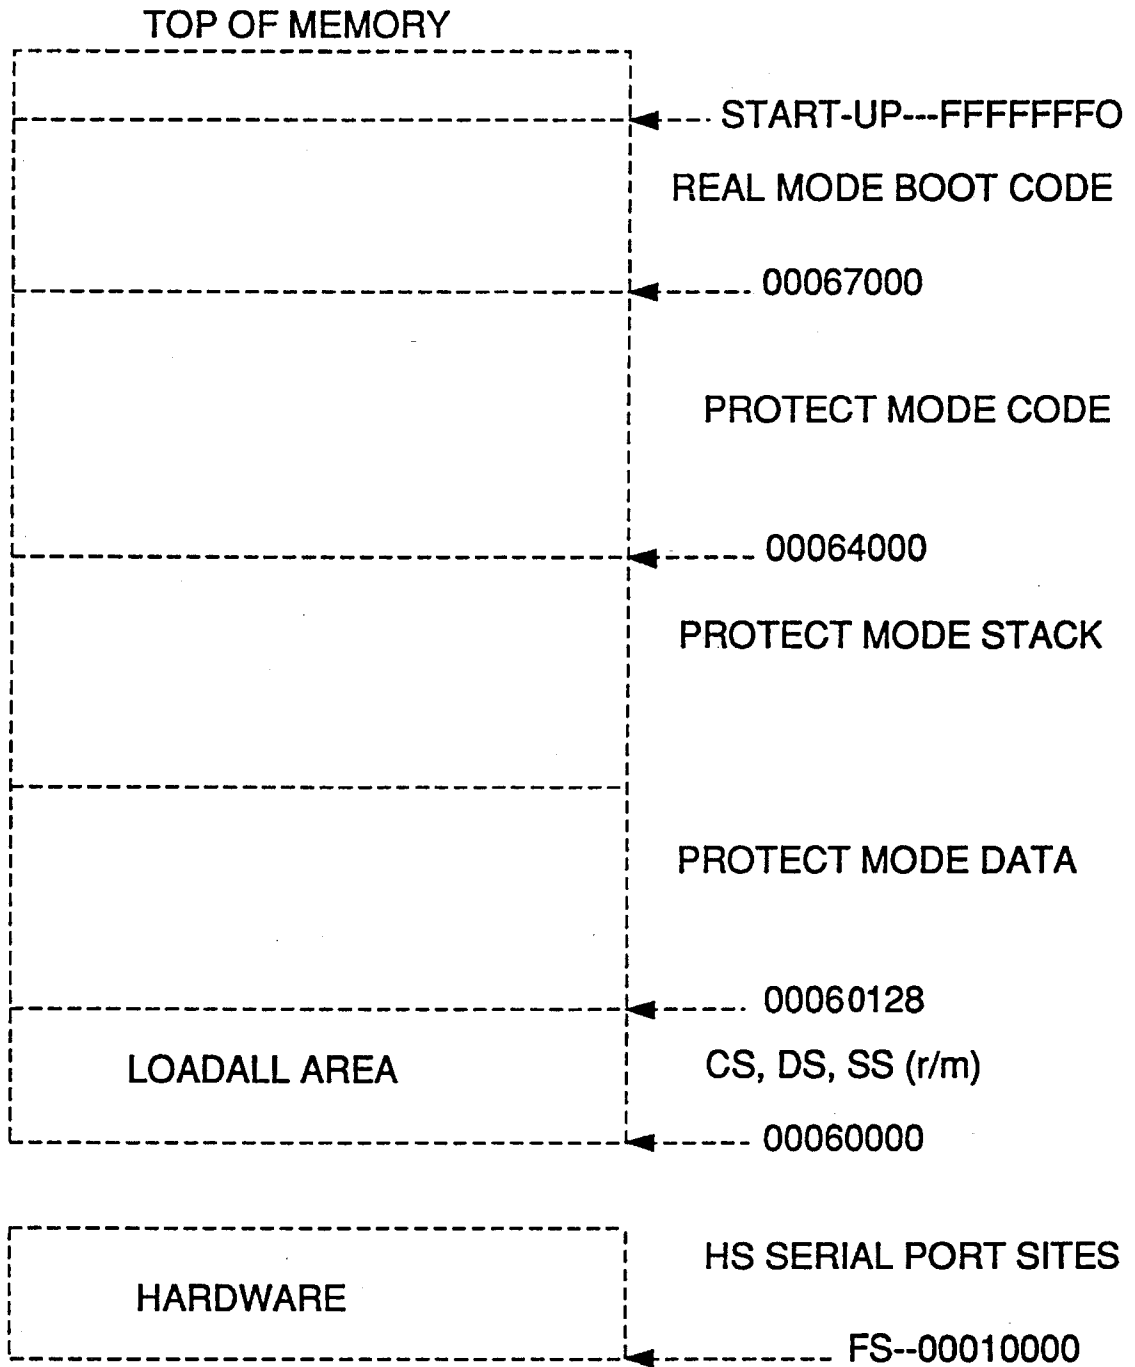 TOP OF MEMORY
START-UP---FFFFFFFO
REAL MODE BOOT CODE
00067000
PROTECT MODE CODE
00064000
PROTECT MODE STACK
PROTECT MODE DATA
00060128
LOADALL AREA
CS, DS, SS (r/m)
00060000
HS SERIAL PORT SITES
HARDWARE
FS--00010000